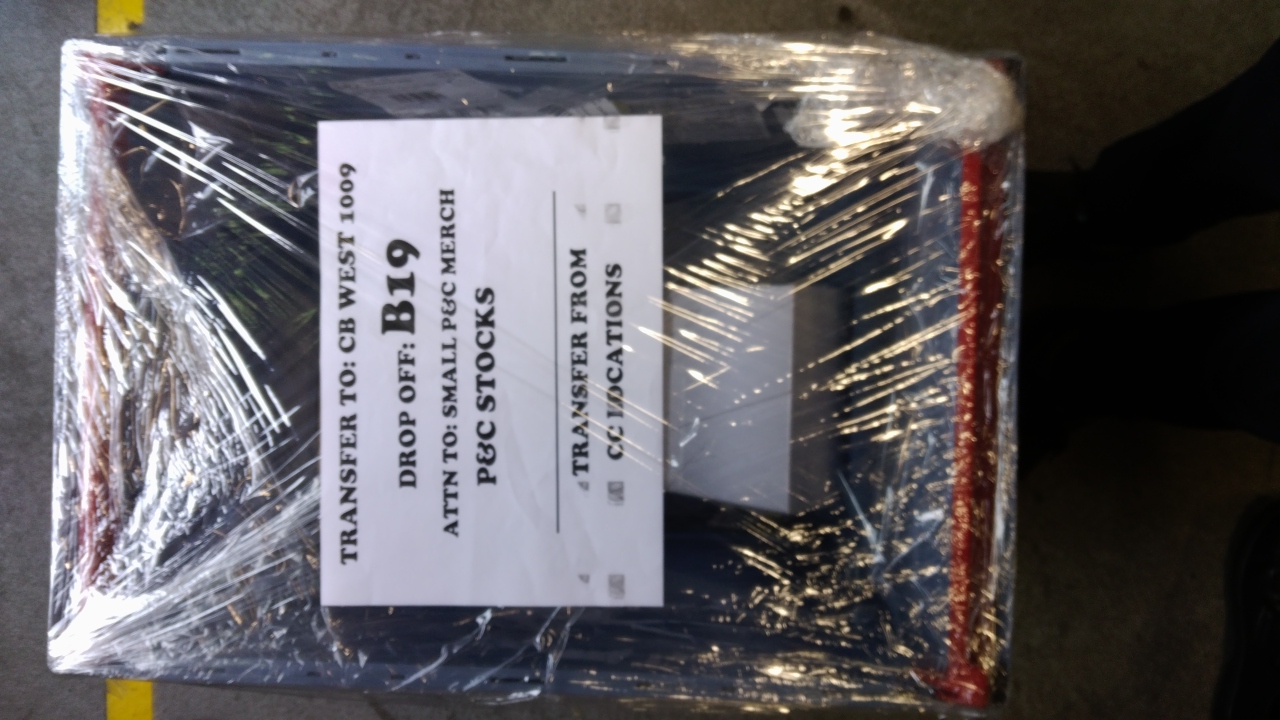 TRANSFER TO: CB WEST 1009
DROP OFF: B19
ATTN TO: SMALL P&C MERCH
P&C STOCKS
TRANSFER FROM
CC LOCATIONS